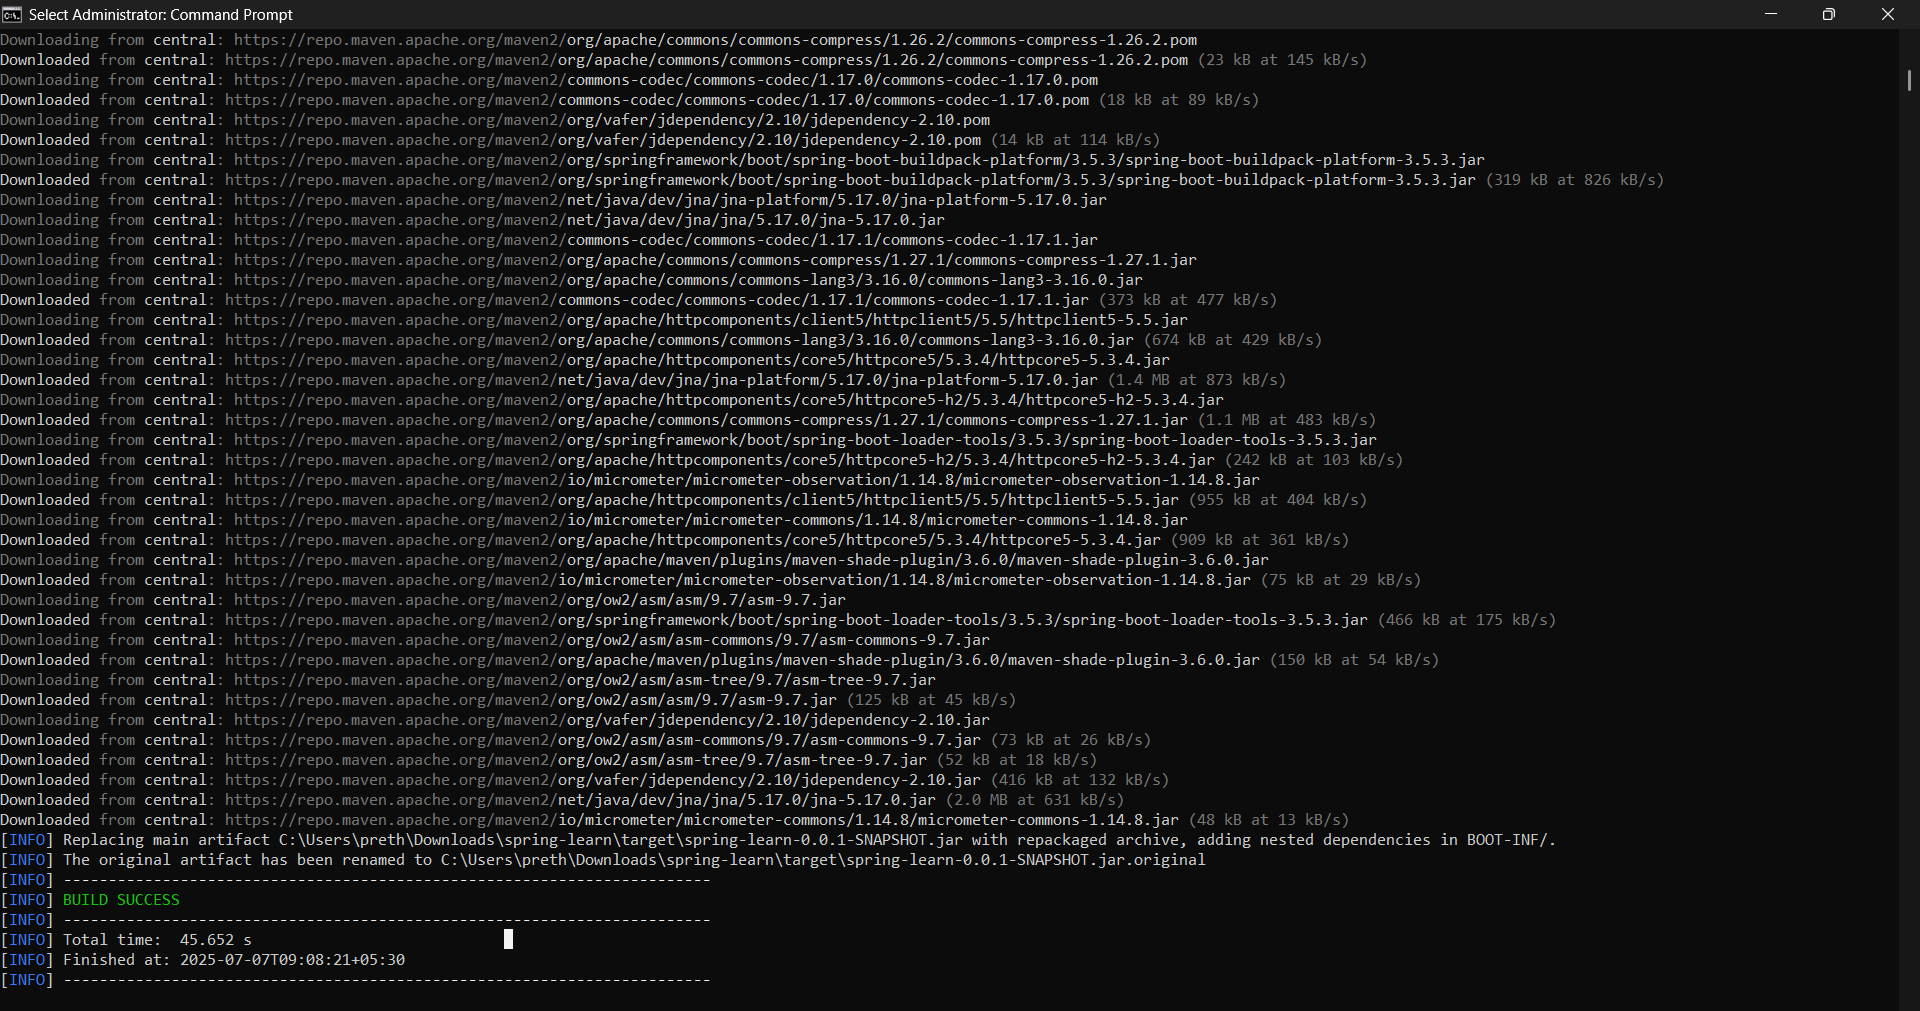 Select Administrator: Command Prompt
Downloading from central: https://repo.maven.apache.org/maven2/org/apache/commons/commons-compress/1.26.2/commons-compress-1.26.2.pom
Downloaded from central: https://repo.maven.apache.org/maven2/org/apache/commons/commons-compress/1.26.2/commons-compress-1.26.2.pom (23 kB at 145 kB/s)
Downloading from central: https://repo.maven.apache.org/maven2/commons-codec/commons-codec/1.17.0/commons-codec-1.17.0.pom
Downloaded from central: https://repo.maven.apache.org/maven2/commons-codec/commons-codec/1.17.0/commons-codec-1.17.0.pom (18 kB at 89 kB/s)
Downloading from central: https://repo.maven.apache.org/maven2/org/vafer/jdependency/2.10/jdependency-2.10.pom
Downloaded from central: https://repo.maven.apache.org/maven2/org/vafer/jdependency/2.10/jdependency-2.10.pom (14 kB at 114 kB/s)
Downloading from central: https://repo.maven.apache.org/maven2/org/springframework/boot/spring-boot-buildpack-platform/3.5.3/spring-boot-buildpack-platform-3.5.3.jar
Downloaded from central: https://repo.maven.apache.org/maven2/org/springframework/boot/spring-boot-buildpack-platform/3.5.3/spring-boot-buildpack-platform-3.5.3.jar (319 kB at 826 kB/s)
Downloading from central: https://repo.maven.apache.org/maven2/net/java/dev/jna/jna-platform/5.17.0/jna-platform-5.17.0.jar
Downloading from central: https://repo.maven.apache.org/maven2/net/java/dev/jna/jna/5.17.0/jna-5.17.0.jar
Downloading from central: https://repo.maven.apache.org/maven2/commons-codec/commons-codec/1.17.1/commons-codec-1.17.1.jar
Downloading from central: https://repo.maven.apache.org/maven2/org/apache/commons/commons-compress/1.27.1/commons-compress-1.27.1.jar
Downloading from central: https://repo.maven.apache.org/maven2/org/apache/commons/commons-lang3/3.16.0/commons-lang3-3.16.0.jar
Downloaded from central: https://repo.maven.apache.org/maven2/commons-codec/commons-codec/1.17.1/commons-codec-1.17.1.jar (373 kB at 477 kB/s)
Downloading from central: https://repo.maven.apache.org/maven2/org/apache/httpcomponents/client5/httpclient5/5.5/httpclient5-5.5.jar
Downloaded from central: https://repo.maven.apache.org/maven2/org/apache/commons/commons-lang3/3.16.0/commons-lang3-3.16.0.jar (674 kB at 429 kB/s)
Downloading from central: https://repo.maven.apache.org/maven2/org/apache/httpcomponents/core5/httpcore5/5.3.4/httpcore5-5.3.4.jar
Downloaded from central: https://repo.maven.apache.org/maven2/net/java/dev/jna/jna-platform/5.17.0/jna-platform-5.17.0.jar (1.4 MB at 873 kB/s)
Downloading from central: https://repo.maven.apache.org/maven2/org/apache/httpcomponents/core5/httpcore5-h2/5.3.4/httpcore5-h2-5.3.4.jar
Downloaded from central: https://repo.maven.apache.org/maven2/org/apache/commons/commons-compress/1.27.1/commons-compress-1.27.1.jar (1.1 MB at 483 kB/s)
Downloading from central: https://repo.maven.apache.org/maven2/org/springframework/boot/spring-boot-loader-tools/3.5.3/spring-boot-loader-tools-3.5.3.jar
Downloaded from central: https://repo.maven.apache.org/maven2/org/apache/httpcomponents/core5/httpcore5-h2/5.3.4/httpcore5-h2-5.3.4.jar (242 kB at 103 kB/s)
Downloading from central: https://repo.maven.apache.org/maven2/io/micrometer/micrometer-observation/1.14.8/micrometer-observation-1.14.8.jar
Downloaded from central: https://repo.maven.apache.org/maven2/org/apache/httpcomponents/client5/httpclient5/5.5/httpclient5-5.5.jar (955 kB at 404 kB/s)
Downloading from central: https://repo.maven.apache.org/maven2/io/micrometer/micrometer-commons/1.14.8/micrometer-commons-1.14.8.jar
Downloaded from central: https://repo.maven.apache.org/maven2/org/apache/httpcomponents/core5/httpcore5/5.3.4/httpcore5-5.3.4.jar (909 kB at 361 kB/s)
Downloading from central: https://repo.maven.apache.org/maven2/org/apache/maven/plugins/maven-shade-plugin/3.6.0/maven-shade-plugin-3.6.0.jar
Downloaded from central: https://repo.maven.apache.org/maven2/io/micrometer/micrometer-observation/1.14.8/micrometer-observation-1.14.8.jar (75 kB at 29 kB/s)
Downloading from central: https://repo.maven.apache.org/maven2/org/ow2/asm/asm/9.7/asm-9.7.jar
Downloaded from central: https://repo.maven.apache.org/maven2/org/springframework/boot/spring-boot-loader-tools/3.5.3/spring-boot-loader-tools-3.5.3.jar (466 kB at 175 kB/s)
Downloading from central: https://repo.maven.apache.org/maven2/org/ow2/asm/asm-commons/9.7/asm-commons-9.7.jar
Downloaded from central: https://repo.maven.apache.org/maven2/org/apache/maven/plugins/maven-shade-plugin/3.6.0/maven-shade-plugin-3.6.0.jar (150 kB at 54 kB/s)
Downloading from central: https://repo.maven.apache.org/maven2/org/ow2/asm/asm-tree/9.7/asm-tree-9.7.jar
Downloaded from central: https://repo.maven.apache.org/maven2/org/ow2/asm/asm/9.7/asm-9.7.jar (125 kB at 45 kB/s)
Downloading from central: https://repo.maven.apache.org/maven2/org/vafer/jdependency/2.10/jdependency-2.10.jar
Downloaded from central: https://repo.maven.apache.org/maven2/org/ow2/asm/asm-commons/9.7/asm-commons-9.7.jar (73 kB at 26 kB/s)
Downloaded from central: https://repo.maven.apache.org/maven2/org/ow2/asm/asm-tree/9.7/asm-tree-9.7.jar (52 kB at 18 kB/s)
Downloaded from central: https://repo.maven.apache.org/maven2/org/vafer/jdependency/2.10/jdependency-2.10.jar (416 kB at 132 kB/s)
Downloaded from central: https://repo.maven.apache.org/maven2/net/java/dev/jna/jna/5.17.0/jna-5.17.0.jar (2.0 MB at 631 kB/s)
Downloaded from central: https://repo.maven.apache.org/maven2/io/micrometer/micrometer-commons/1.14.8/micrometer-commons-1.14.8.jar (48 kB at 13 kB/s)
[INFO] Replacing main artifact C:\Users\preth\Downloads\spring-learn\target\spring-learn-0.0.1-SNAPSHOT.jar with repackaged archive, adding nested dependencies in BOOT-INF/.
[INFO] The original artifact has been renamed to C:\Users\preth\Downloads\spring-learn\target\spring-learn-0.0.1-SNAPSHOT.jar.original
[INFO] ------------------------------------------------------------------------
[INFO] BUILD SUCCESS
[INFO] ------------------------------------------------------------------------
[INFO] Total time:  45.652 s
[INFO] Finished at: 2025-07-07T09:08:21+05:30
[INFO] ------------------------------------------------------------------------